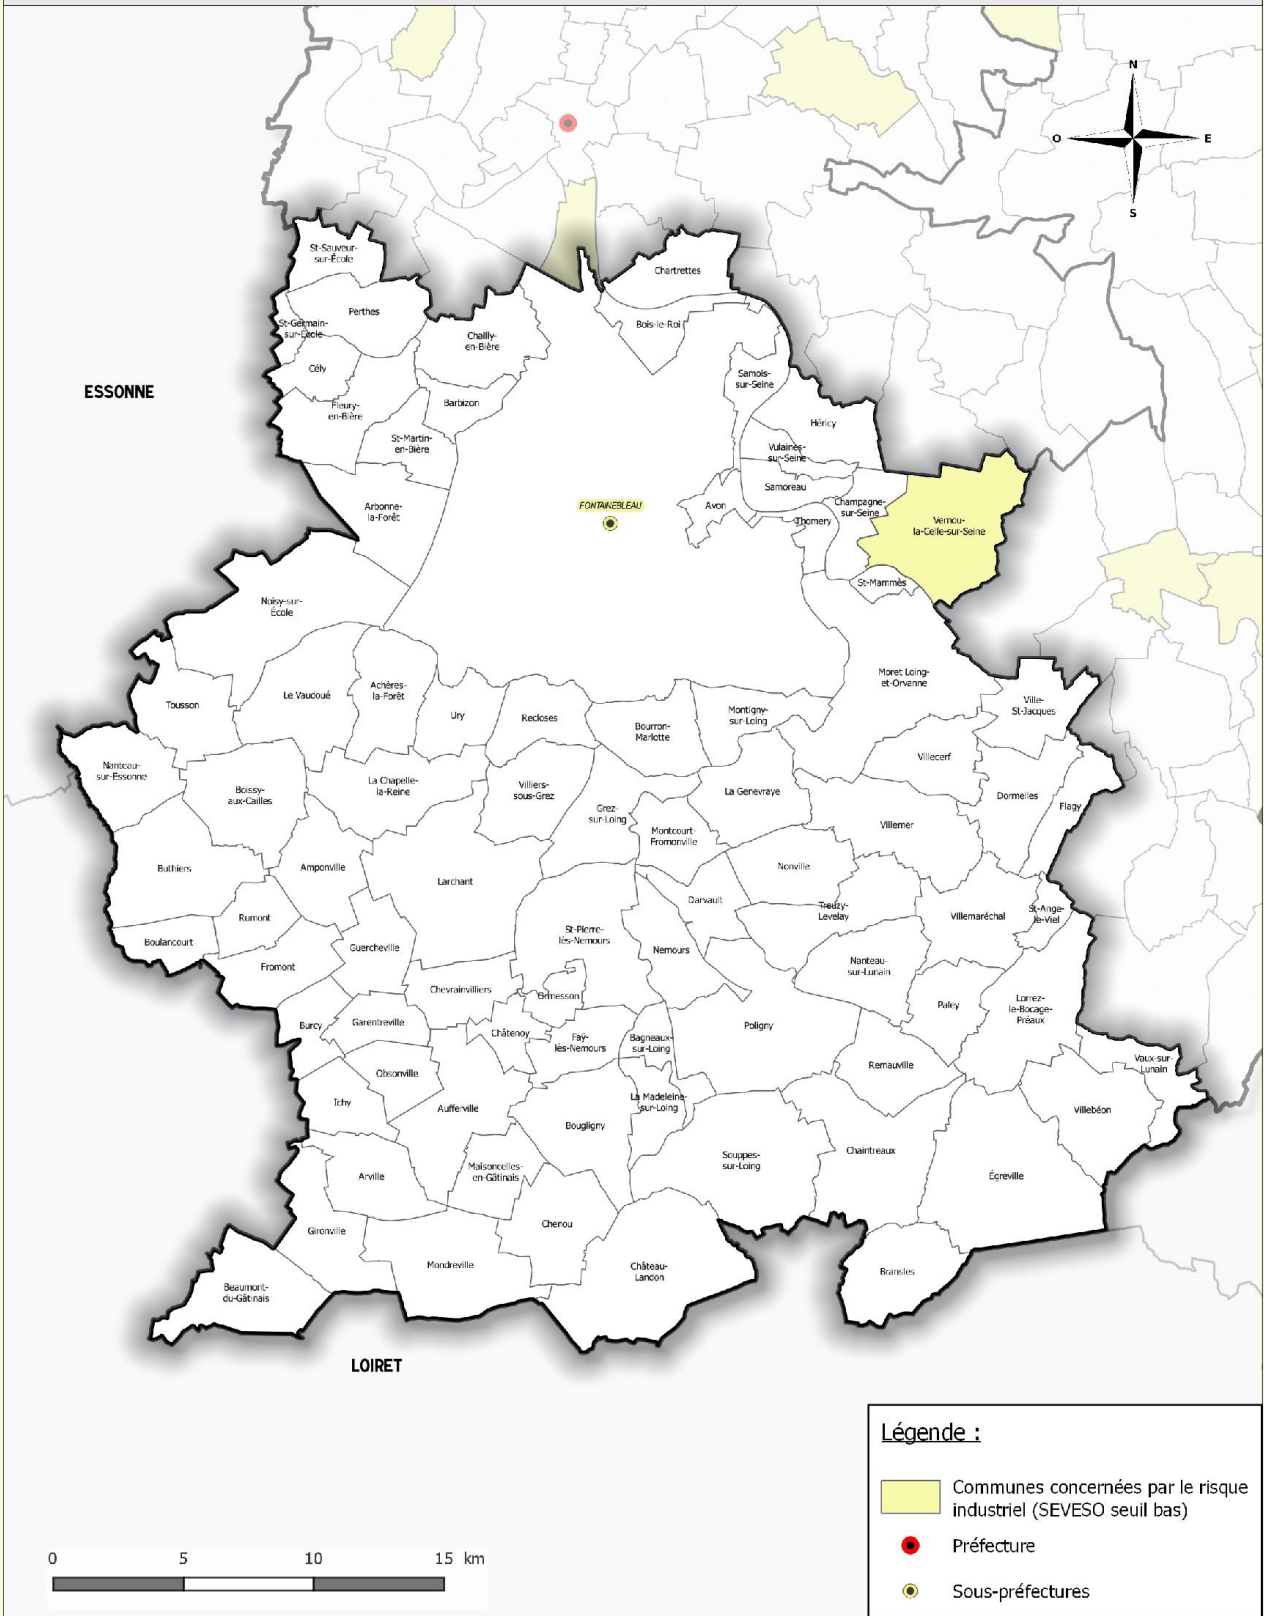 N
O
E
S
St-Sauveur-
sur-École
Chartrettes
Perthes
St-Germain-
sur-École
Bois-le-Roi
Chailly-
en-Bière
Cély
Samois-
sur-Seine
ESSONNE
Fleury-
en-Bière
Barbizon
Héricy
St-Martin-
en-Bière
Vulaines-
sur-Seine
Samoreau
Arbonne-
la-Forêt
FONTAINEBLEAU
Avon
Champagne-
sur-Seine
Thomery
Vernou-
la-Celle-sur-Seine
St-Mammès
Noisy-sur-
École
Moret Loing-
et-Orvanne
Tousson
Le Vaudoué
Achères-
la-Forêt
Ury
Recloses
Bourron-
Marlotte
Montigny-
sur-Loing
Ville-
St-Jacques
Nanteau-
sur-Essonne
Boissy-
aux-Cailles
La Chapelle-
la-Reine
Villiers-
sous-Grez
Grez-
sur-Loing
La Genevraye
Villecerf
Dormelles
Flagy
Montcourt-
Fromonville
Villemer
Buthiers
Amponville
Larchant
Nonville
Darvault
Treuzy-
Levelay
Villemaréchal
St-Ange-
le-Viel
Rumont
Boulancourt
Guercheville
St-Pierre-
lès-Nemours
Nemours
Fromont
Nanteau-
sur-Lunain
Chevrainvilliers
Ormesson
Paley
Lorrez-
le-Bocage-
Préaux
Burcy
Garentreville
Châtenoy
Faÿ-
lès-Nemours
Bagneaux-
sur-Loing
Poligny
Remauville
Vaux-sur-
Lunain
Obsonville
Ichy
Aufferville
La Madeleine-
sur-Loing
Villebéon
Bougligny
Souppes-
sur-Loing
Chaintreaux
Égreville
Arville
Maisoncelles-
en-Gâtinais
Gironville
Chenou
Mondreville
Château-
Landon
Bransles
Beaumont-
du-Gâtinais
LOIRET
Légende :
Communes concernées par le risque
industriel (SEVESO seuil bas)
Préfecture
Sous-préfectures
0 5 10 15 km